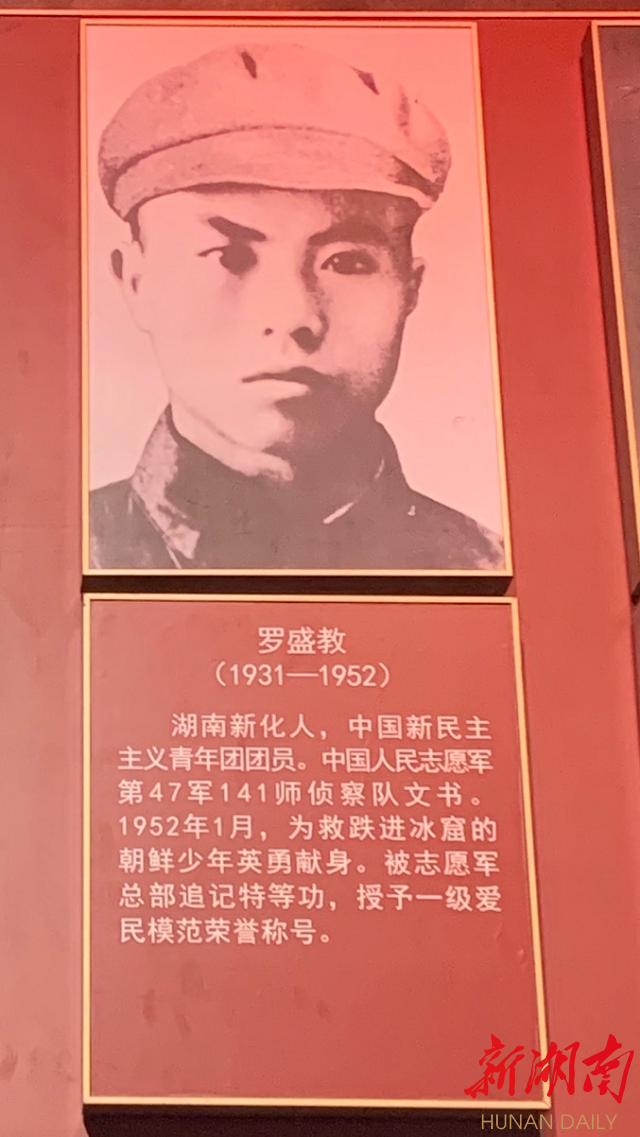 罗盛教
（1931—1952）
湖南新化人，中国新民主
主义青年团团员。中国人民志愿军
第47军141师侦察队文书。
1952年1月，为救跌进冰窟的
朝鲜少年英勇献身。被志愿军
总部追记特等功，授予一级爱
民模范荣誉称号。
新湖南
HUNAN DAILY